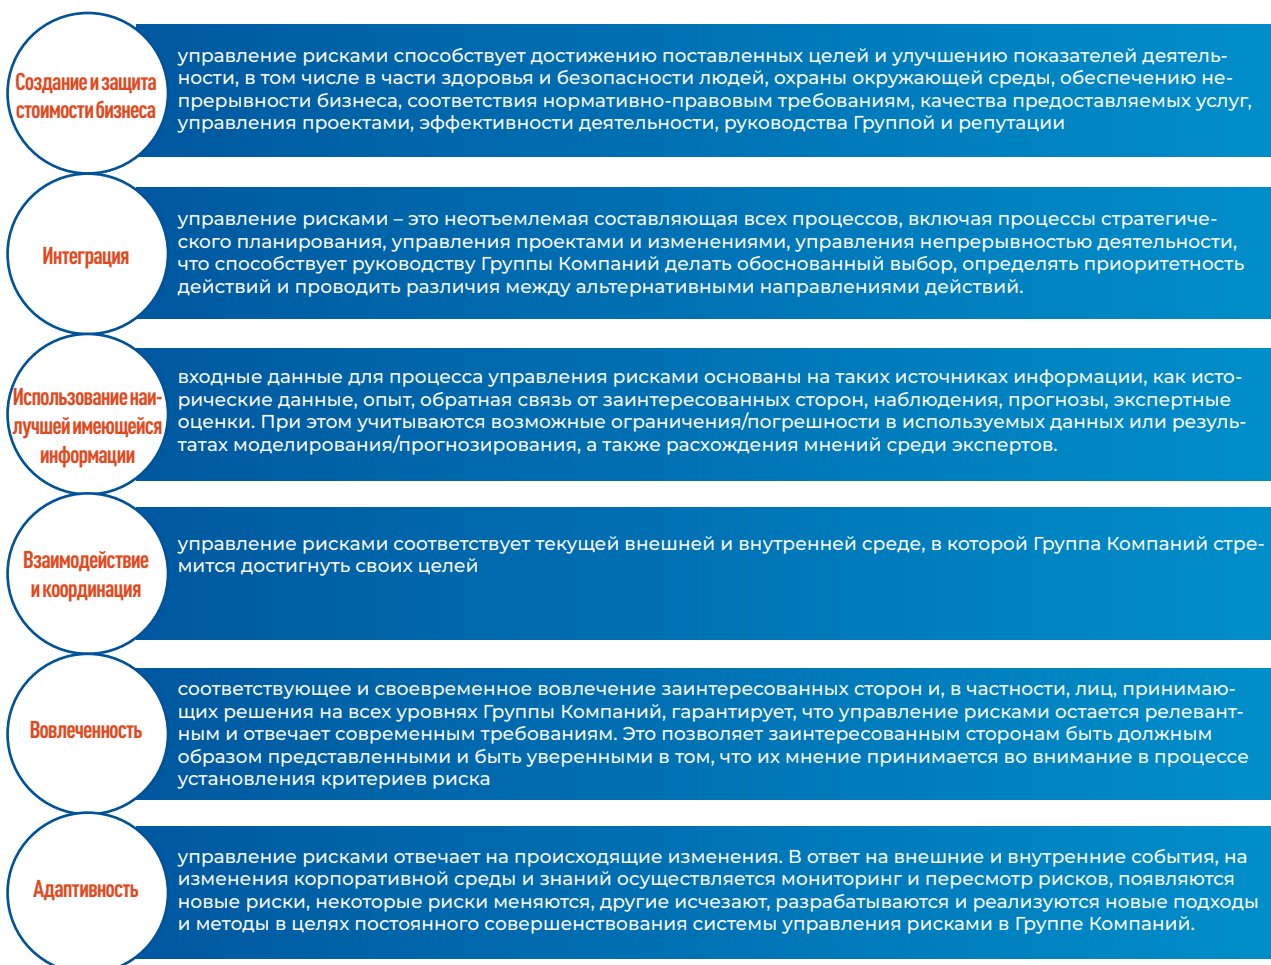 Создание и защита
стоимости бизнеса
управление рисками способствует достижению поставленных целей и улучшению показателей деятель-
ности, в том числе в части здоровья и безопасности людей, охраны окружающей среды, обеспечению не-
прерывности бизнеса, соответствия нормативно-правовым требованиям, качества предоставляемых услуг,
управления проектами, эффективности деятельности, руководства Группой и репутации
Интеграция
управление рисками – это неотъемлемая составляющая всех процессов, включая процессы стратегиче-
ского планирования, управления проектами и изменениями, управления непрерывностью деятельности,
что способствует руководству Группы Компаний делать обоснованный выбор, определять приоритетность
действий и проводить различия между альтернативными направлениями действий.
Использование наи-
лучшей имеющейся
информации
входные данные для процесса управления рисками основаны на таких источниках информации, как исто-
рические данные, опыт, обратная связь от заинтересованных сторон, наблюдения, прогнозы, экспертные
оценки. При этом учитываются возможные ограничения/погрешности в используемых данных или резуль-
татах моделирования/прогнозирования, а также расхождения мнений среди экспертов.
Взаимодействие
и координация
управление рисками соответствует текущей внешней и внутренней среде, в которой Группа Компаний стре-
мится достигнуть своих целей
Вовлеченность
соответствующее и своевременное вовлечение заинтересованных сторон и, в частности, лиц, принимаю-
щих решения на всех уровнях Группы Компаний, гарантирует, что управление рисками остается релевант-
ным и отвечает современным требованиям. Это позволяет заинтересованным сторонам быть должным
образом представленными и быть уверенными в том, что их мнение принимается во внимание в процессе
установления критериев риска
Адаптивность
управление рисками отвечает на происходящие изменения. В ответ на внешние и внутренние события, на
изменения корпоративной среды и знаний осуществляется мониторинг и пересмотр рисков, появляются
новые риски, некоторые риски меняются, другие исчезают, разрабатываются и реализуются новые подходы
и методы в целях постоянного совершенствования системы управления рисками в Группе Компаний.